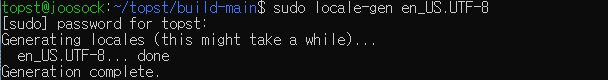 topst@joosock:~/topst/build-main$ sudo locale-gen en_US.UTF-8
[sudo] password for topst:
Generating locales (this might take a while)...
  en_US.UTF-8... done
Generation complete.